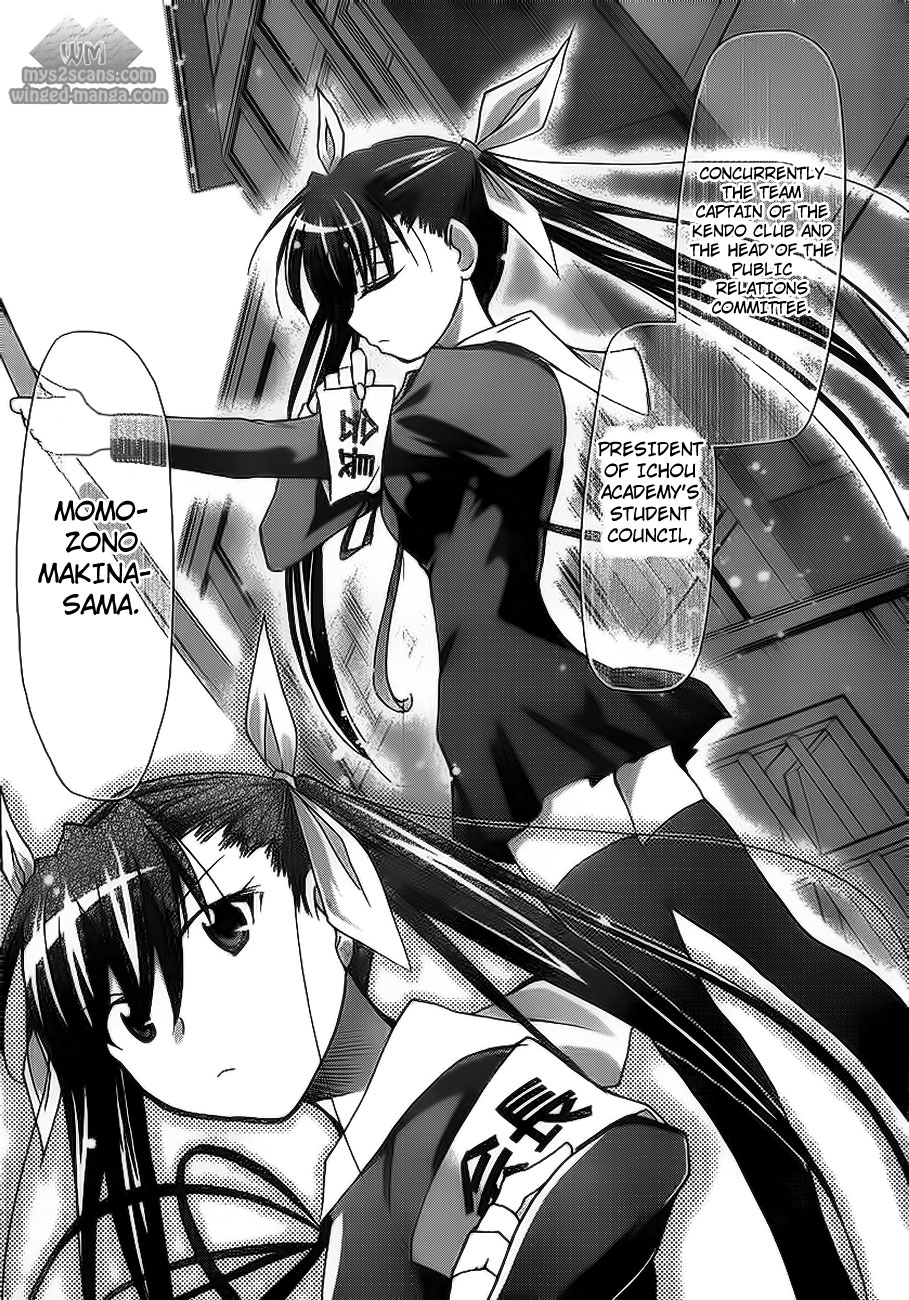 WM
mys2scans.com
winged-manga.com
CONCURRENTLY
THE TEAM
CAPTAIN OF THE
KENDO CLUB AND
THE HEAD OF THE
PUBLIC
RELATIONS
COMMITTEE.
PRESIDENT
OF ICHOU
ACADEMY'S
STUDENT
COUNCIL,
MOMO-
ZONO
MAKINA-
SAMA.
会長
会長